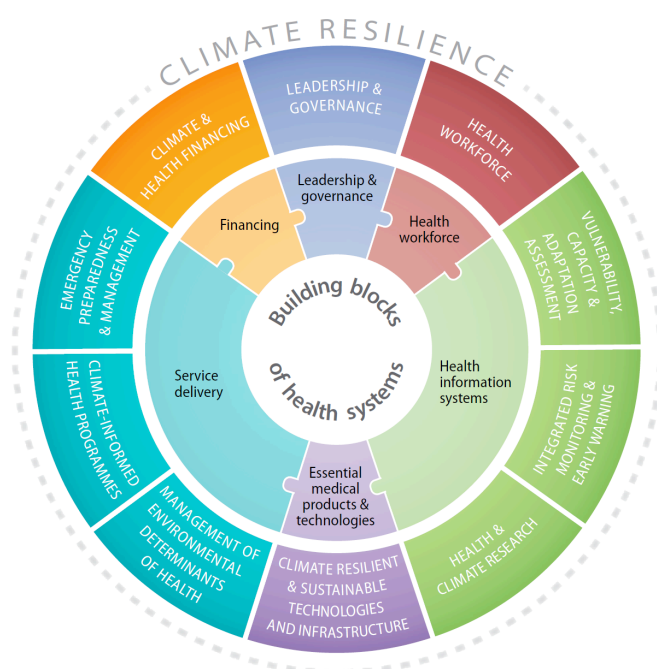 CLIMATE RESILIENCE
LEADERSHIP &
GOVERNANCE
HEALTH
WORKFORCE
VULNERABILITY,
CAPACITY &
ADAPTATION
ASSESSMENT
INTEGRATED RISK
MONITORING &
EARLY WARNING
HEALTH &
CLIMATE RESEARCH
CLIMATE RESILIENT
& SUSTAINABLE
TECHNOLOGIES
AND INFRASTRUCTURE
MANAGEMENT OF
ENVIRONMENTAL
DETERMINANTS
OF HEALTH
CLIMATE-INFORMED
HEALTH PROGRAMMES
EMERGENCY
PREPAREDNESS
& MANAGEMENT
CLIMATE &
HEALTH FINANCING
Leadership &
governance
Health
workforce
Health
information
systems
Essential
medical
products &
technologies
Service
delivery
Financing
Building blocks
of health systems